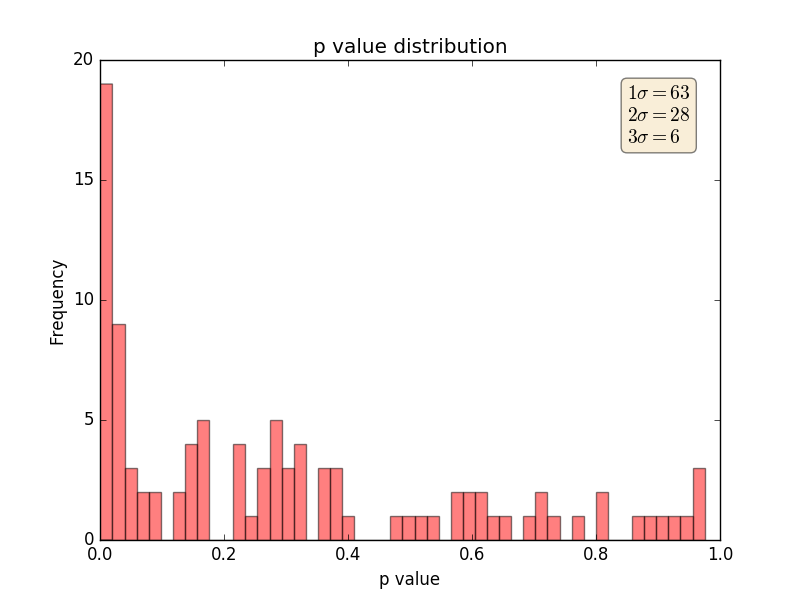 p value distribution
20
15
10
5
0
Frequency
1σ = 63
2σ = 28
3σ = 6
0.0 0.2 0.4 0.6 0.8 1.0
p value